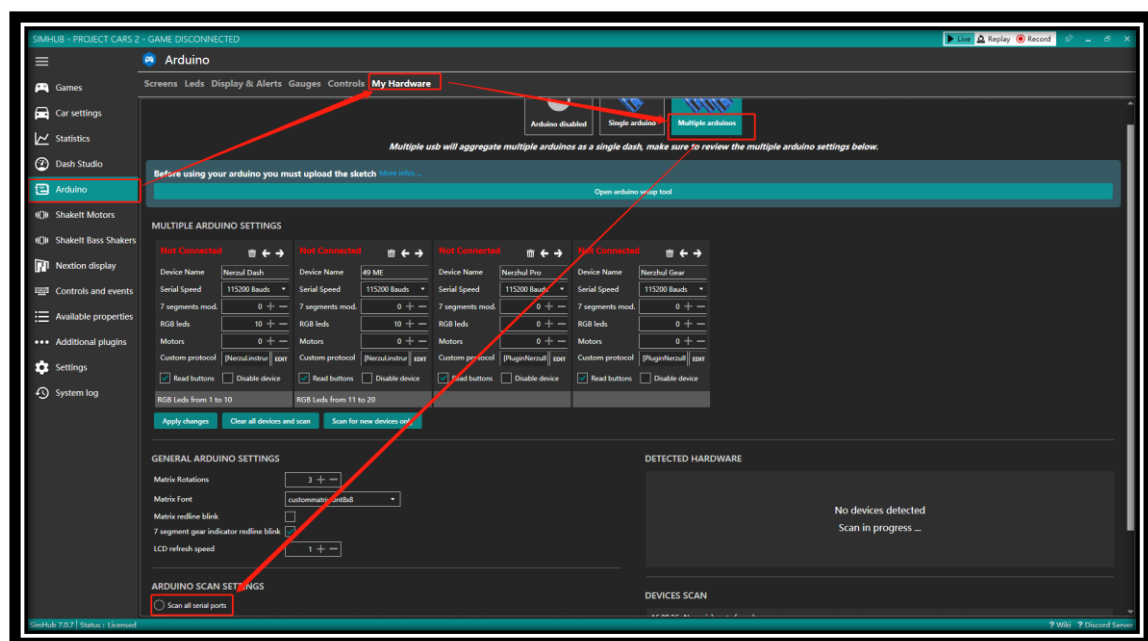 SIMHUB - PROJECT CARS 2 - GAME DISCONNECTED
Live Replay Record
Arduino
Screens Leds Display & Alerts Gauges Controls My Hardware
Games
Car settings
Statistics
Dash Studio
Arduino
ShakeIt Motors
ShakeIt Bass Shakers
Nextion display
Controls and events
Available properties
Additional plugins
Settings
System log
Arduino disabled Single arduino Multiple arduinos
Multiple usb will aggregate multiple arduinos as a single dash, make sure to review the multiple arduino settings below.
Before using your arduino you must upload the sketch More infos ...
Open arduino setup tool
MULTIPLE ARDUINO SETTINGS
Not Connected Not Connected Not Connected Not Connected
Device Name Nerzul Dash Device Name 49 ME Device Name Nerzhul Pro Device Name Nerzhul Gear
Serial Speed 115200 Bauds Serial Speed 115200 Bauds Serial Speed 115200 Bauds Serial Speed 115200 Bauds
7 segments mod. 0 + − 7 segments mod. 0 + − 7 segments mod. 0 + − 7 segments mod. 0 + −
RGB leds 10 + − RGB leds 10 + − RGB leds 0 + − RGB leds 0 + −
Motors 0 + − Motors 0 + − Motors 0 + − Motors 0 + −
Custom protocol [NerzuLinstrur EDIT Custom protocol [NerzuLinstrur EDIT Custom protocol [PluginNerzull EDIT Custom protocol [PluginNerzull EDIT
Read buttons Disable device Read buttons Disable device Read buttons Disable device Read buttons Disable device
RGB Leds from 1 to 10 RGB Leds from 11 to 20
Apply changes Clear all devices and scan Scan for new devices only
GENERAL ARDUINO SETTINGS
Matrix Rotations 3 + −
Matrix Font custommatrixfont8x8
Matrix redline blink
7 segment gear indicator redline blink
LCD refresh speed 1 + −
DETECTED HARDWARE
No devices detected
Scan in progress ...
ARDUINO SCAN SETTINGS
Scan all serial ports
DEVICES SCAN
SimHub 7.0.7 | Status : Licensed
? Wiki ? Discord Server